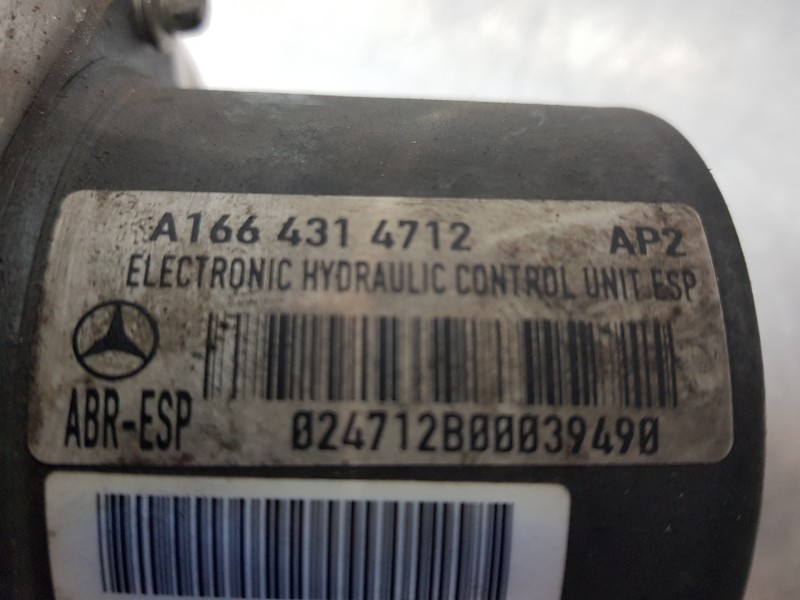 A166 431 4712 AP2
ELECTRONIC HYDRAULIC CONTROL UNIT ESP
ABR-ESP 024712B00039490